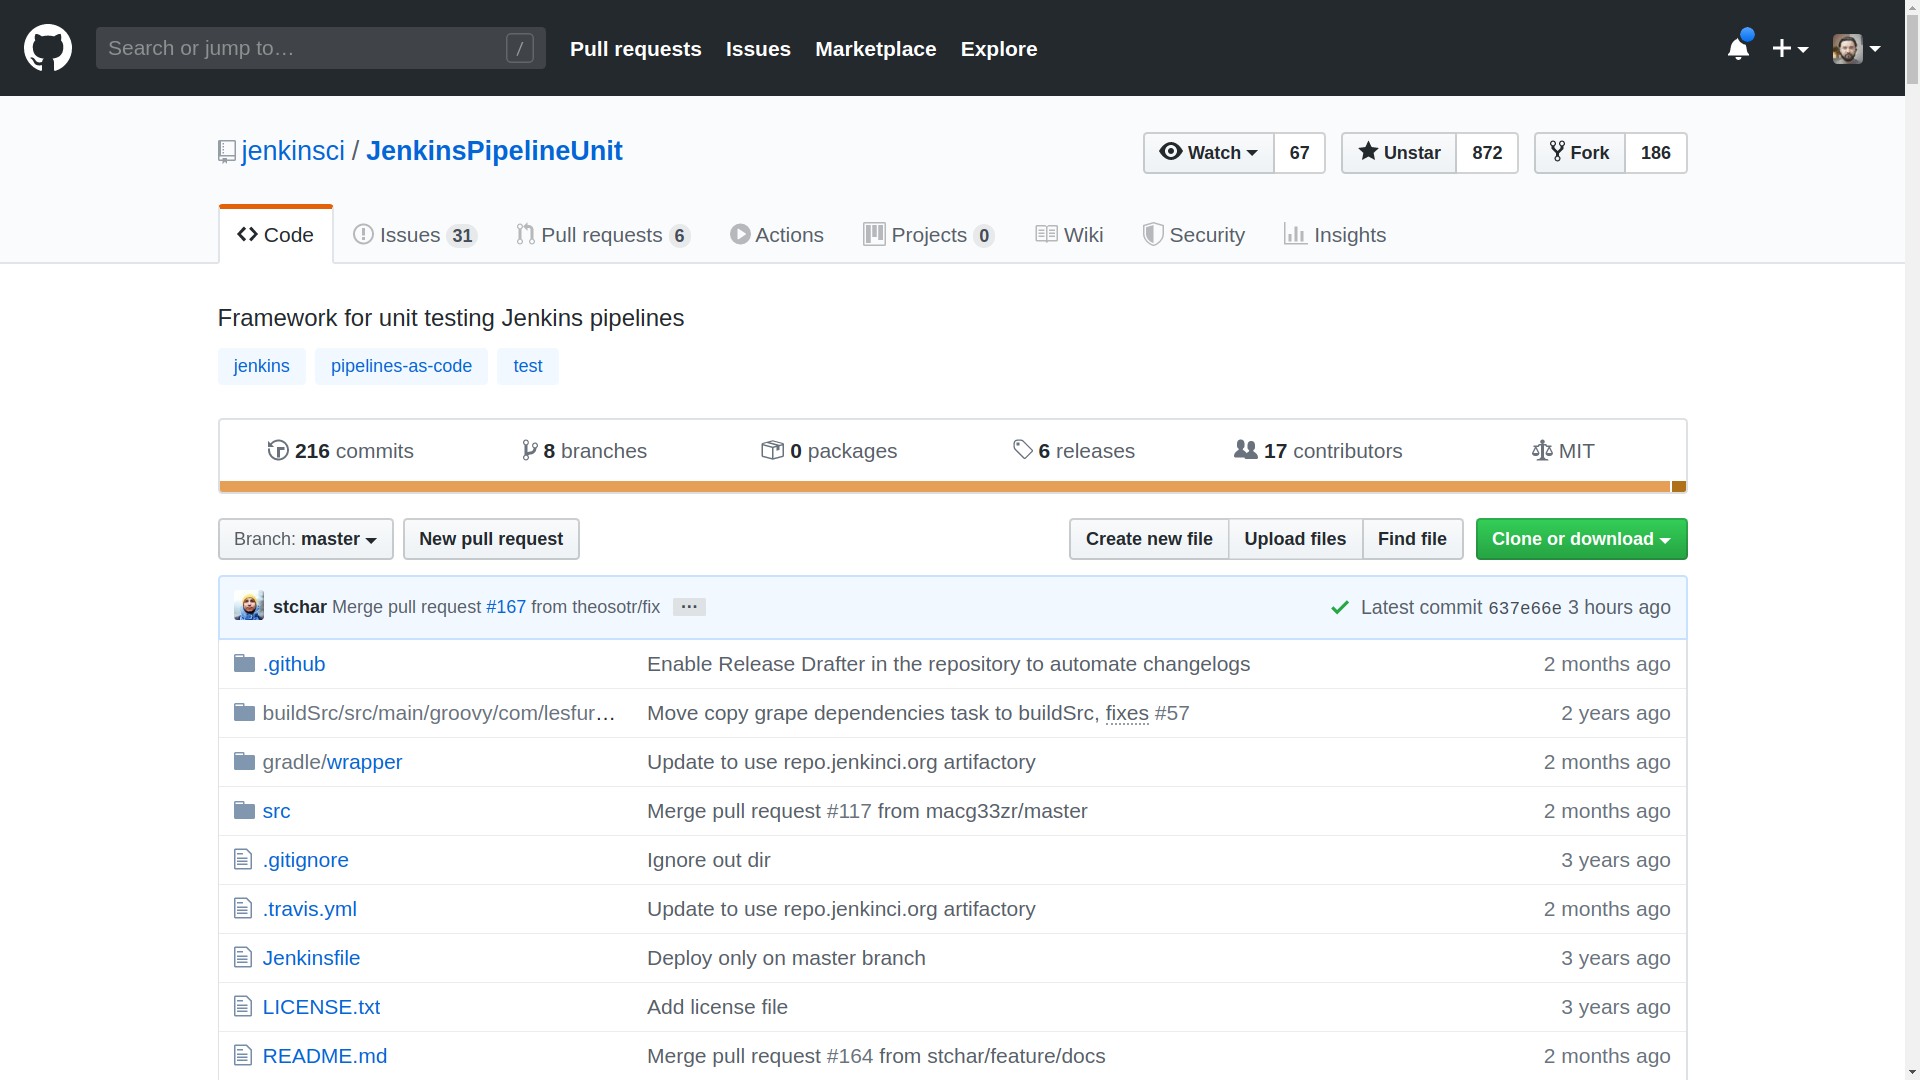 Search or jump to… /
Pull requests Issues Marketplace Explore
jenkinsci / JenkinsPipelineUnit
Watch 67 Unstar 872 Fork 186
Code Issues 31 Pull requests 6 Actions Projects 0 Wiki Security Insights
Framework for unit testing Jenkins pipelines
jenkins pipelines-as-code test
216 commits 8 branches 0 packages 6 releases 17 contributors MIT
Branch: master New pull request Create new file Upload files Find file Clone or download
stchar Merge pull request #167 from theosotr/fix … Latest commit 637e66e 3 hours ago
.github Enable Release Drafter in the repository to automate changelogs 2 months ago
buildSrc/src/main/groovy/com/lesfur… Move copy grape dependencies task to buildSrc, fixes #57 2 years ago
gradle/wrapper Update to use repo.jenkinci.org artifactory 2 months ago
src Merge pull request #117 from macg33zr/master 2 months ago
.gitignore Ignore out dir 3 years ago
.travis.yml Update to use repo.jenkinci.org artifactory 2 months ago
Jenkinsfile Deploy only on master branch 3 years ago
LICENSE.txt Add license file 3 years ago
README.md Merge pull request #164 from stchar/feature/docs 2 months ago